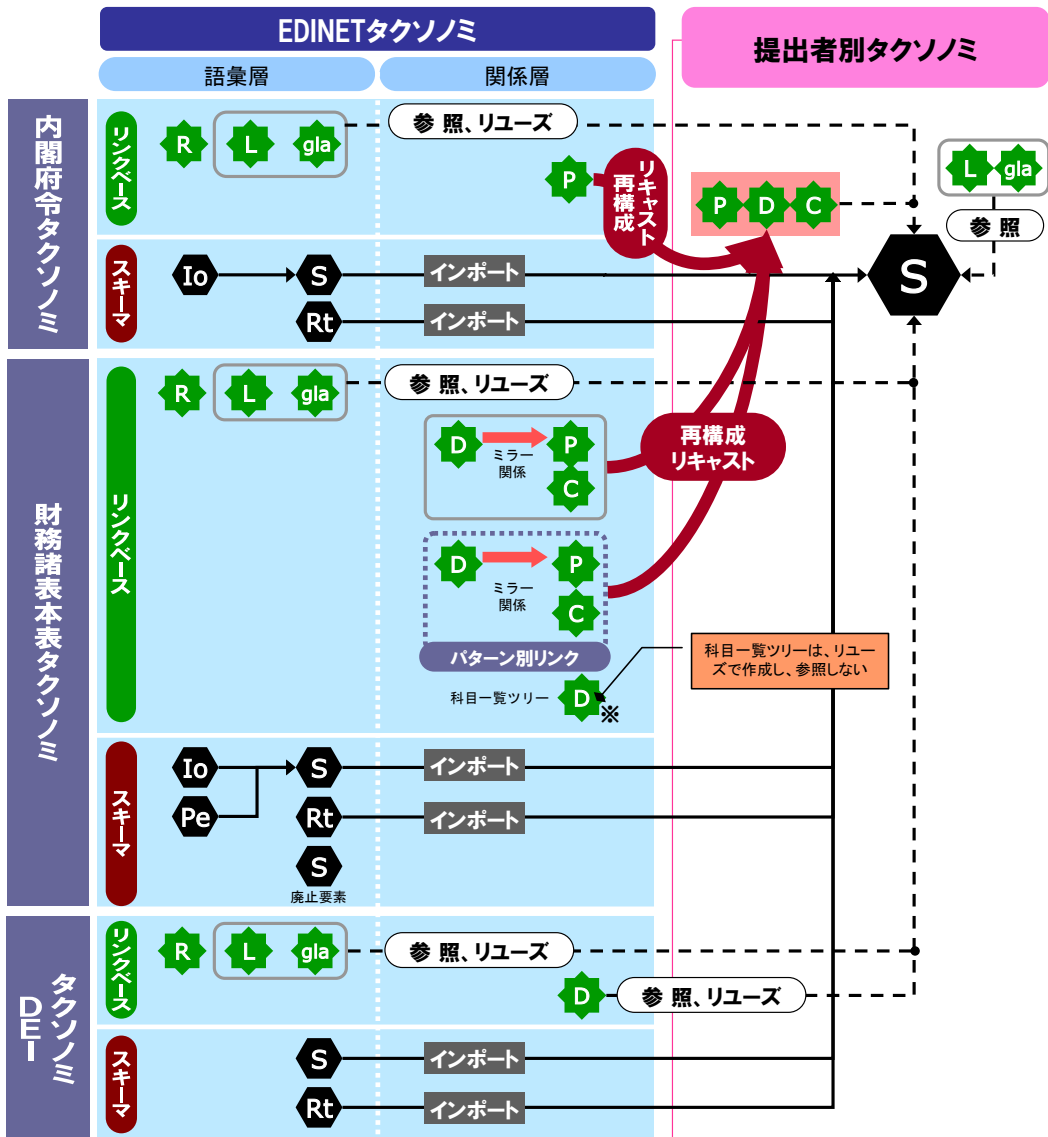 EDINETタクソノミ
提出者別タクソノミ
語彙層
関係層
内閣府令タクソノミ
リンクベース
R
L
gla
参照、リユーズ
P
再構成
リキャスト
P
D
C
L
gla
参照
S
スキーマ
Io
S
インポート
Rt
インポート
財務諸表本表タクソノミ
リンクベース
R
L
gla
参照、リユーズ
D
P
ミラー
関係
C
再構成
リキャスト
D
P
ミラー
関係
C
パターン別リンク
科目一覧ツリー
D
※
科目一覧ツリーは、リユー
ズで作成し、参照しない
スキーマ
Io
S
インポート
Pe
Rt
インポート
S
廃止要素
DEI
タクソノミ
リンクベース
R
L
gla
参照、リユーズ
D
参照、リユーズ
スキーマ
S
インポート
Rt
インポート